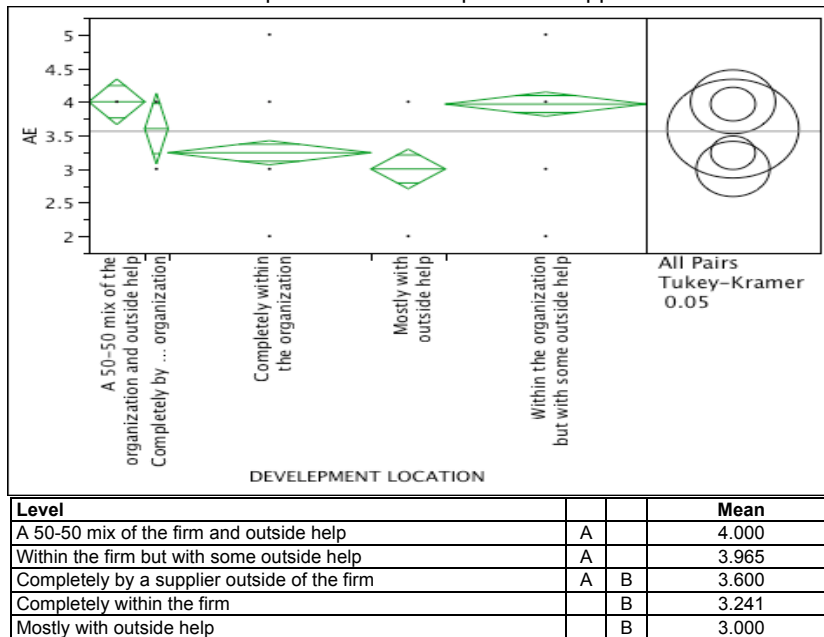 5
4.5
4
3.5
3
2.5
2
AE
A 50-50 mix of the
organization and outside help
Completely by ... organization
Completely within
the organization
Mostly with
outside help
Within the organization
but with some outside help
DEVELEPMENT LOCATION
All Pairs
Tukey-Kramer
0.05
Level Mean
A 50-50 mix of the firm and outside help A 4.000
Within the firm but with some outside help A 3.965
Completely by a supplier outside of the firm A B 3.600
Completely within the firm B 3.241
Mostly with outside help B 3.000